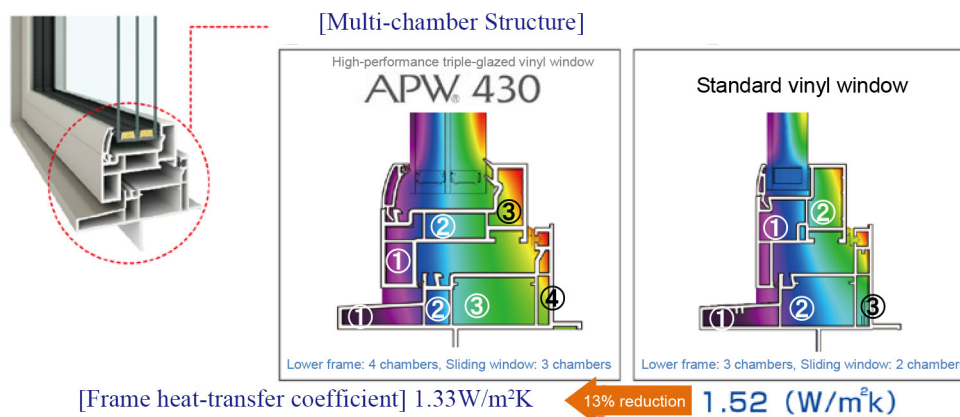 [Multi-chamber Structure]
High-performance triple-glazed vinyl window
APW® 430
① ② ③
① ② ③ ④
Lower frame: 4 chambers, Sliding window: 3 chambers
Standard vinyl window
① ②
① ② ③
Lower frame: 3 chambers, Sliding window: 2 chamber
[Frame heat-transfer coefficient] 1.33W/m²K
13% reduction
1.52 (W/m²k)